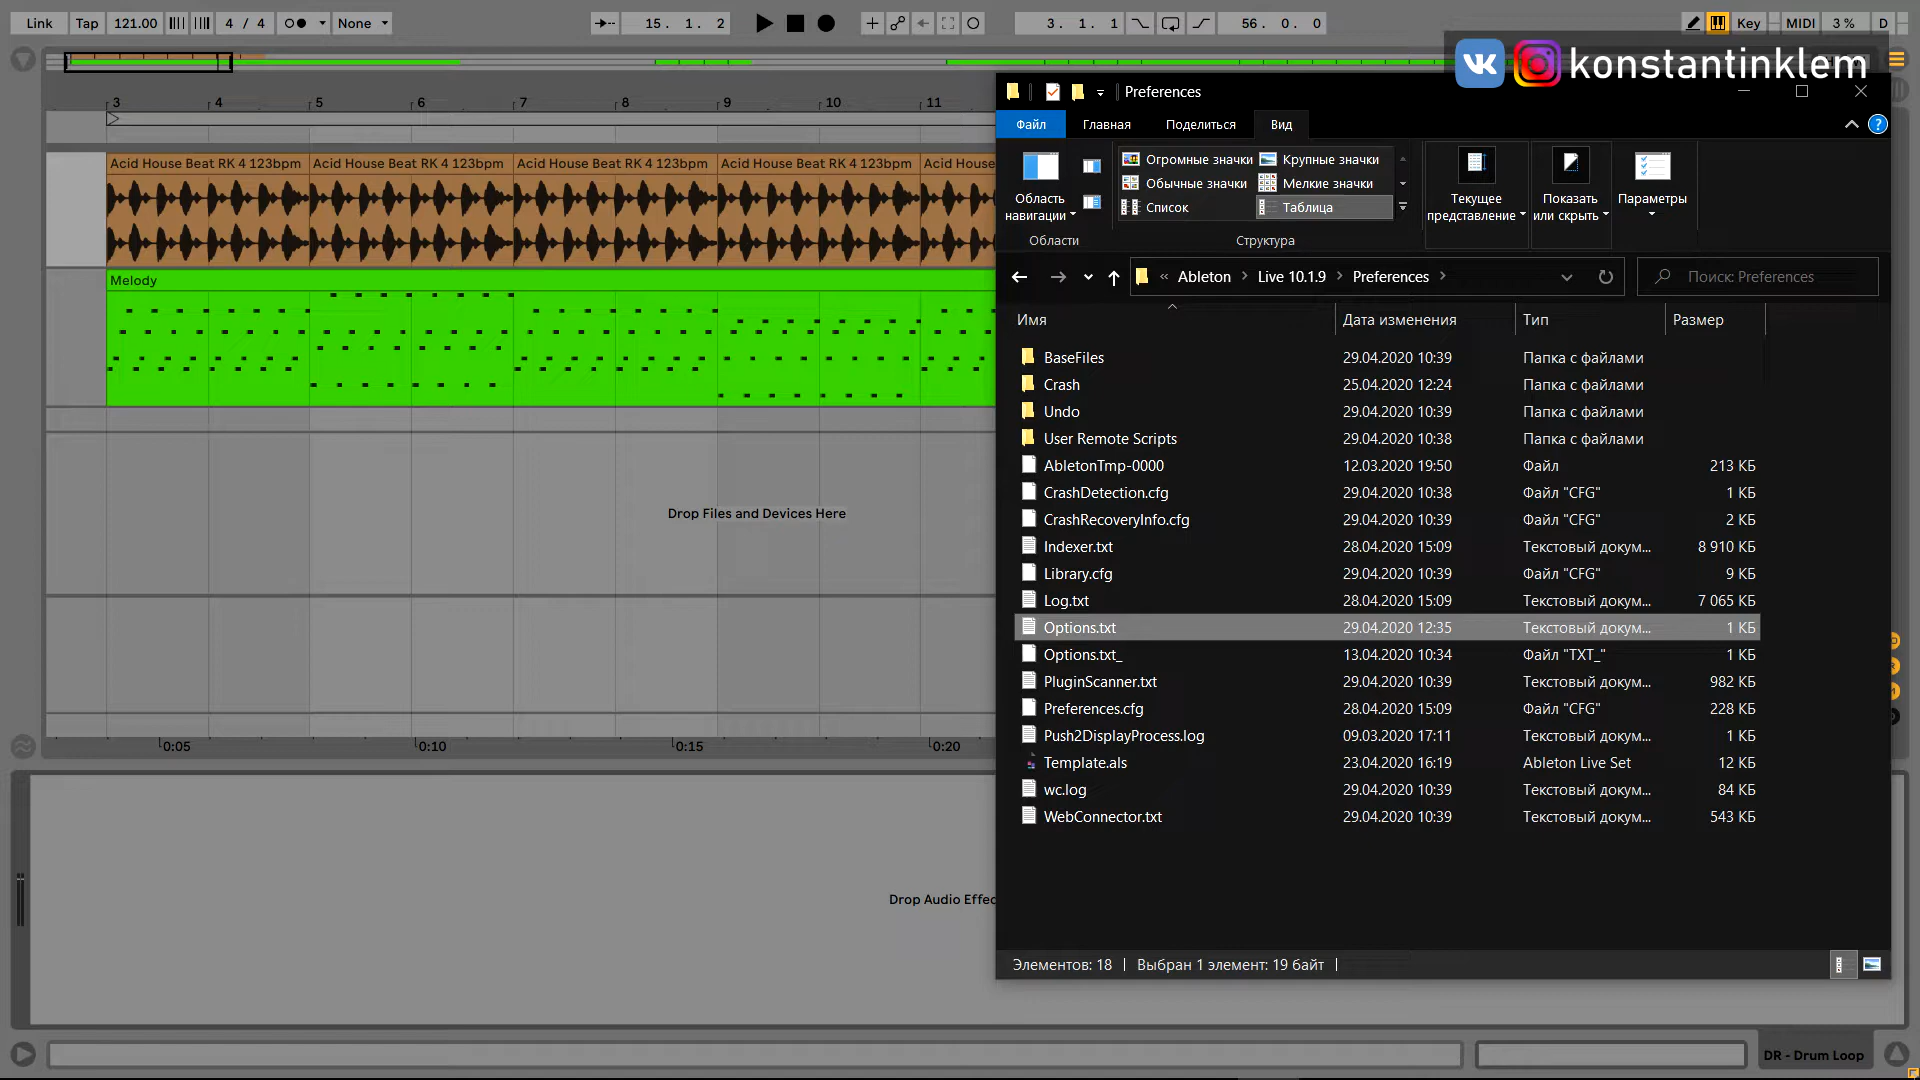 Link Tap 121.00 4 / 4 None 15. 1. 2 3. 1. 1 56. 0. 0 Key MIDI 3 % D
konstantinklem
3 4 5 6 7 8 9 10 11
Acid House Beat RK 4 123bpm Acid House Beat RK 4 123bpm Acid House Beat RK 4 123bpm Acid House Beat RK 4 123bpm Acid House
Melody
Drop Files and Devices Here
0:05 0:10 0:15 0:20
Drop Audio Effec
DR - Drum Loop
Preferences
Файл Главная Поделиться Вид
Огромные значки Крупные значки
Обычные значки Мелкие значки
Список Таблица
Область
навигации
Текущее
представление
Показать
или скрыть
Параметры
Области Структура
« Ableton Live 10.1.9 Preferences Поиск: Preferences
Имя Дата изменения Тип Размер
BaseFiles 29.04.2020 10:39 Папка с файлами
Crash 25.04.2020 12:24 Папка с файлами
Undo 29.04.2020 10:39 Папка с файлами
User Remote Scripts 29.04.2020 10:38 Папка с файлами
AbletonTmp-0000 12.03.2020 19:50 Файл 213 КБ
CrashDetection.cfg 29.04.2020 10:38 Файл "CFG" 1 КБ
CrashRecoveryInfo.cfg 29.04.2020 10:39 Файл "CFG" 2 КБ
Indexer.txt 28.04.2020 15:09 Текстовый докум... 8 910 КБ
Library.cfg 29.04.2020 10:39 Файл "CFG" 9 КБ
Log.txt 28.04.2020 15:09 Текстовый докум... 7 065 КБ
Options.txt 29.04.2020 12:35 Текстовый докум... 1 КБ
Options.txt_ 13.04.2020 10:34 Файл "TXT_" 1 КБ
PluginScanner.txt 29.04.2020 10:39 Текстовый докум... 982 КБ
Preferences.cfg 28.04.2020 15:09 Файл "CFG" 228 КБ
Push2DisplayProcess.log 09.03.2020 17:11 Текстовый докум... 1 КБ
Template.als 23.04.2020 16:19 Ableton Live Set 12 КБ
wc.log 29.04.2020 10:39 Текстовый докум... 84 КБ
WebConnector.txt 29.04.2020 10:39 Текстовый докум... 543 КБ
Элементов: 18 Выбран 1 элемент: 19 байт